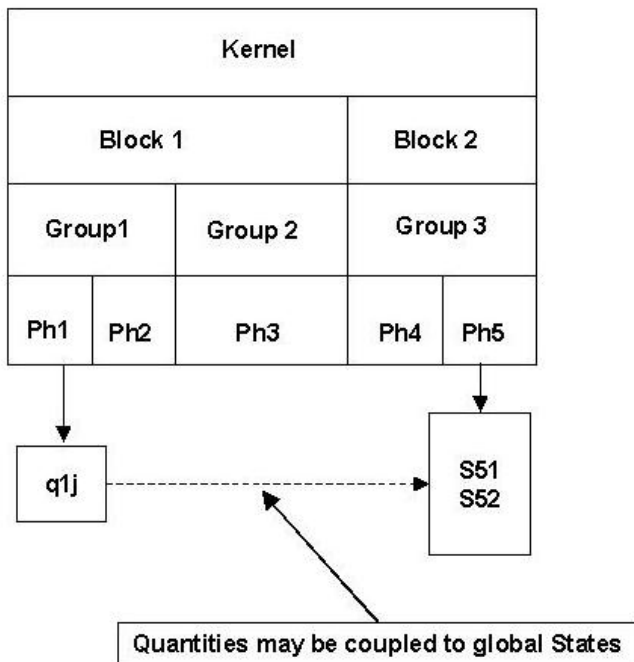 Kernel
Block 1 Block 2
Group1 Group 2 Group 3
Ph1 Ph2 Ph3 Ph4 Ph5
q1j
S51
S52
Quantities may be coupled to global States